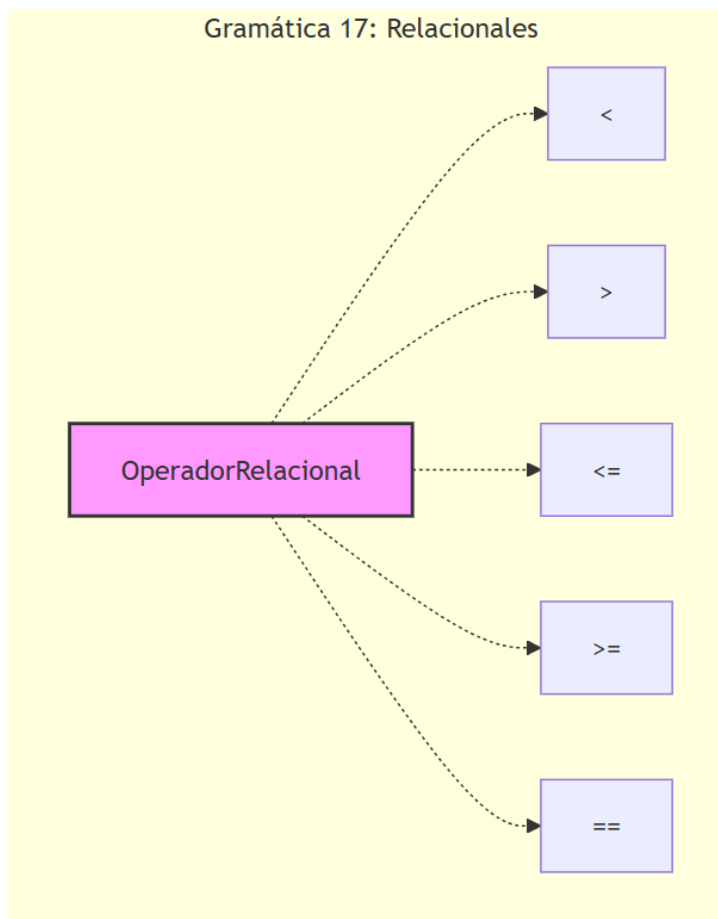 Gramática 17: Relacionales
<
>
OperadorRelacional
<=
>=
==